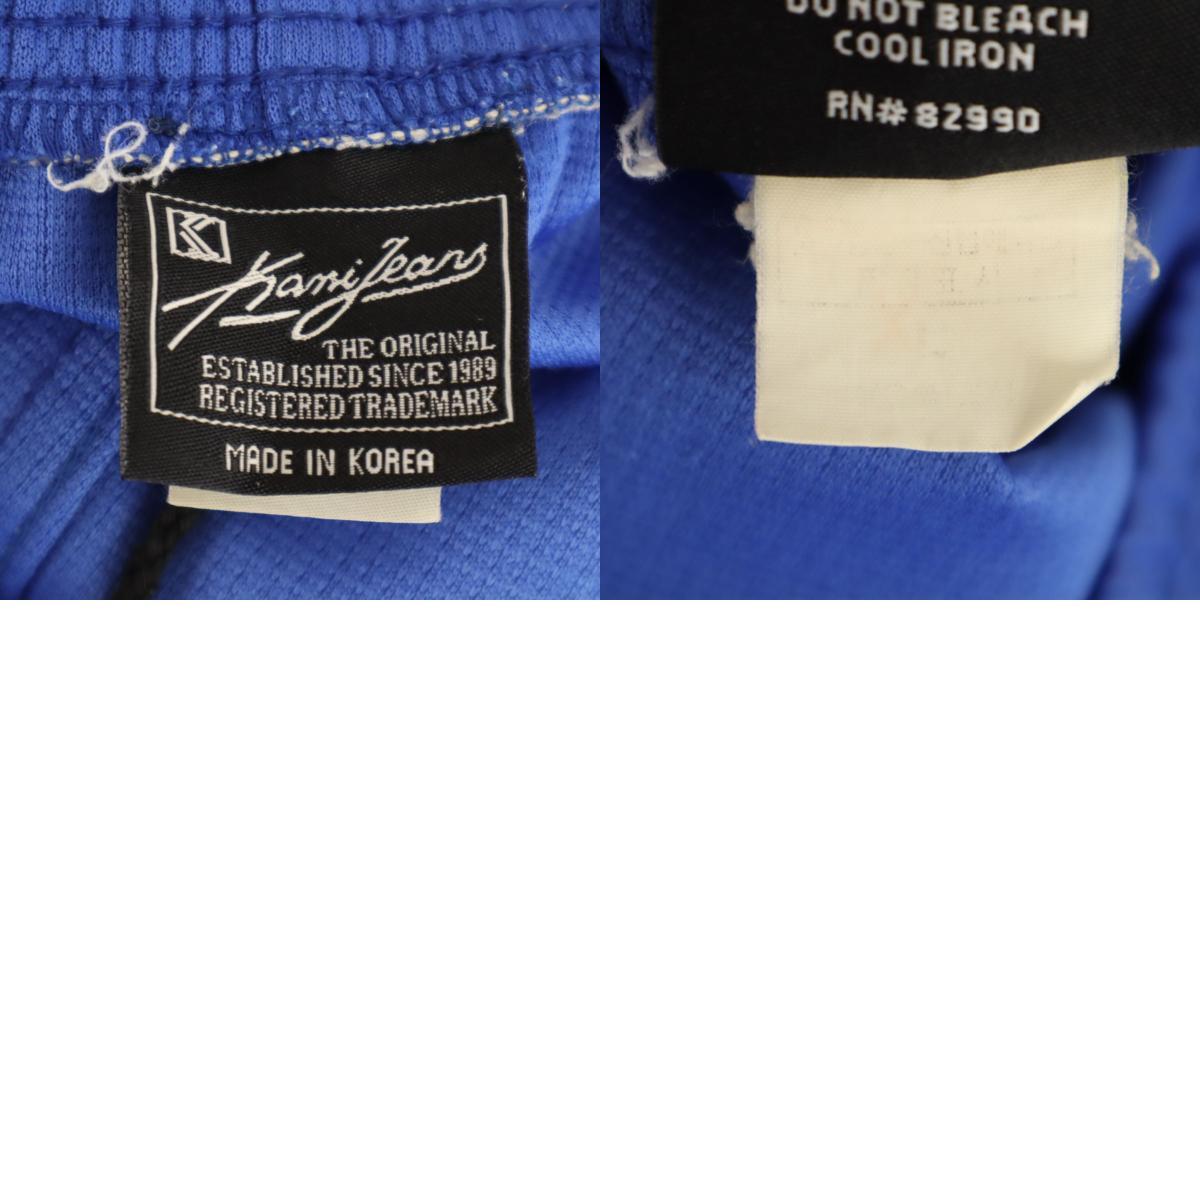 Kani Jeans
THE ORIGINAL
ESTABLISHED SINCE 1989
REGISTERED TRADEMARK
MADE IN KOREA
DO NOT BLEACH
COOL IRON
RN# 82990